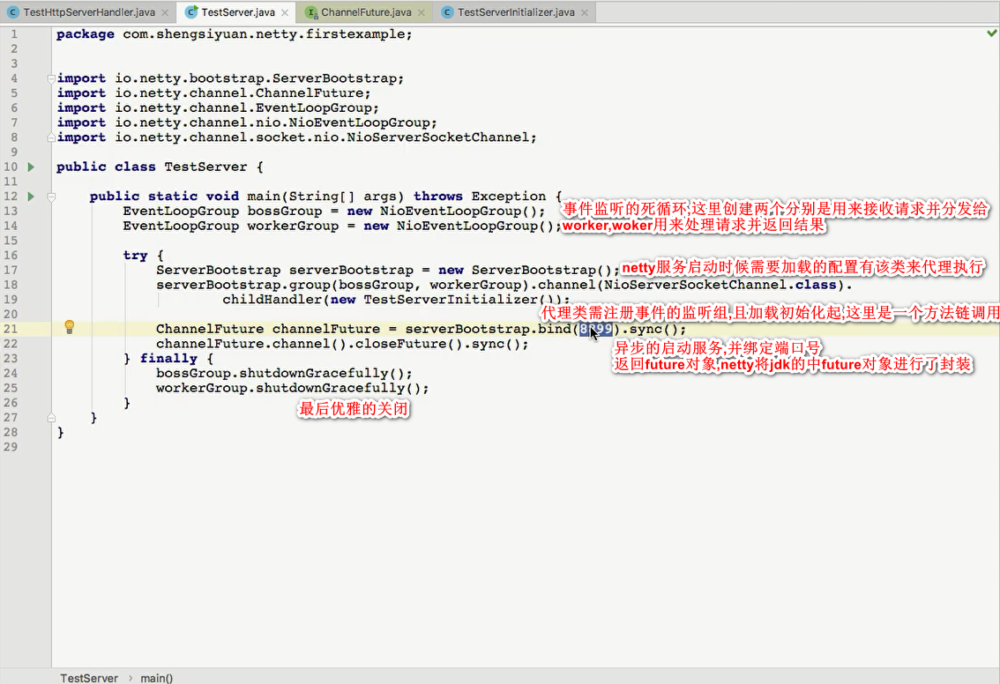 TestHttpServerHandler.java TestServer.java ChannelFuture.java TestServerInitializer.java
1 package com.shengsiyuan.netty.firstexample;
2
3
4 import io.netty.bootstrap.ServerBootstrap;
5 import io.netty.channel.ChannelFuture;
6 import io.netty.channel.EventLoopGroup;
7 import io.netty.channel.nio.NioEventLoopGroup;
8 import io.netty.channel.socket.nio.NioServerSocketChannel;
9
10 public class TestServer {
11
12 public static void main(String[] args) throws Exception {
13 EventLoopGroup bossGroup = new NioEventLoopGroup(); 事件监听的死循环,这里创建两个分别是用来接收请求并分发给
14 EventLoopGroup workerGroup = new NioEventLoopGroup(); worker,woker用来处理请求并返回结果
15
16 try {
17 ServerBootstrap serverBootstrap = new ServerBootstrap(); netty服务启动时候需要加载的配置有该类来代理执行
18 serverBootstrap.group(bossGroup, workerGroup).channel(NioServerSocketChannel.class).
19 childHandler(new TestServerInitializer());
20 代理类需注册事件的监听组,且加载初始化起,这里是一个方法链调用
21 ChannelFuture channelFuture = serverBootstrap.bind(8899).sync();
22 channelFuture.channel().closeFuture().sync(); 异步的启动服务,并绑定端口号
23 } finally { 返回future对象,netty将jdk的中future对象进行了封装
24 bossGroup.shutdownGracefully();
25 workerGroup.shutdownGracefully();
26 } 最后优雅的关闭
27 }
28 }
29
TestServer › main()